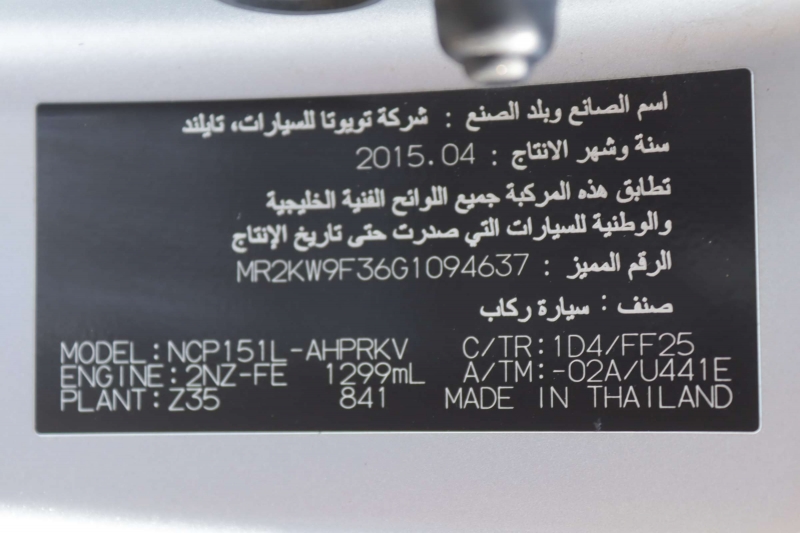 اسم الصانع وبلد الصنع : شركة تويوتا للسيارات، تايلند
سنة وشهر الانتاج : 2015.04
تطابق هذه المركبة جميع اللوائح الفنية الخليجية
والوطنية للسيارات التي صدرت حتى تاريخ الإنتاج
الرقم المميز : MR2KW9F36G1094637
صنف : سيارة ركاب
MODEL:NCP151L-AHPRKV C/TR:1D4/FF25
ENGINE:2NZ-FE 1299mL A/TM:-02A/U441E
PLANT:Z35 841 MADE IN THAILAND